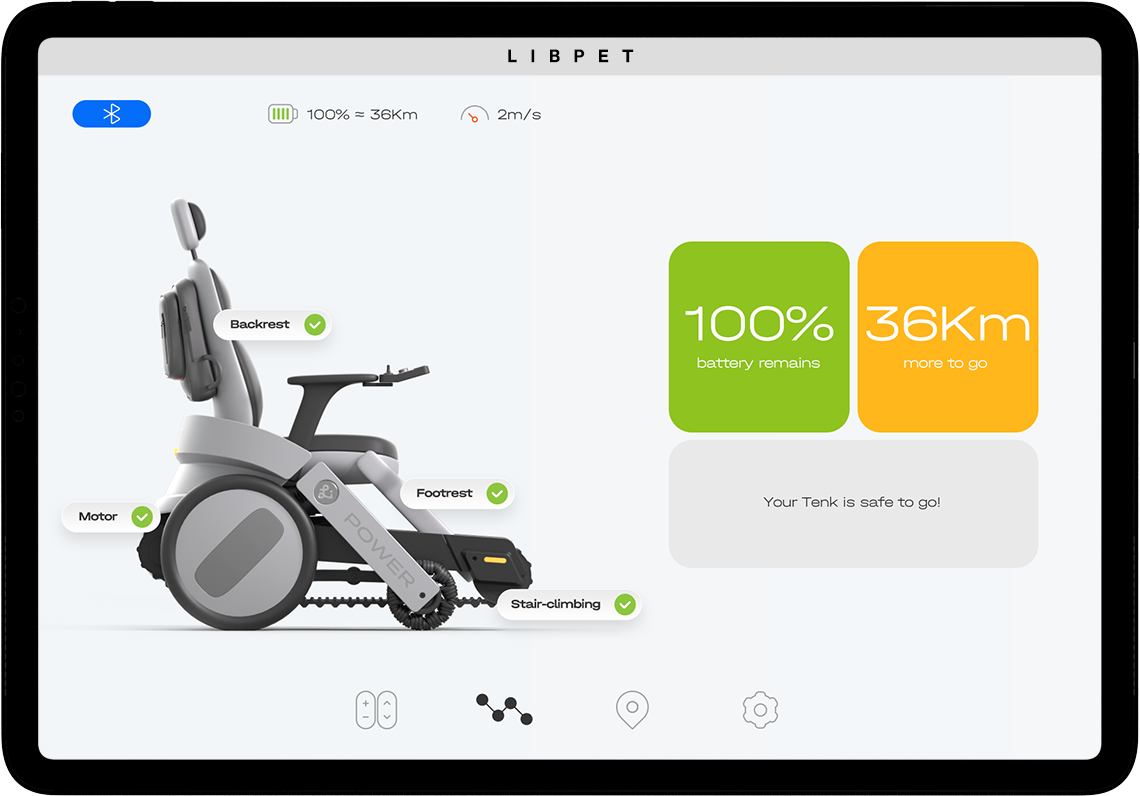 LIBPET
100% ≈ 36Km
2m/s
Backrest
100%
battery remains
36Km
more to go
Footrest
Your Tenk is safe to go!
Motor
POWER
Stair-climbing